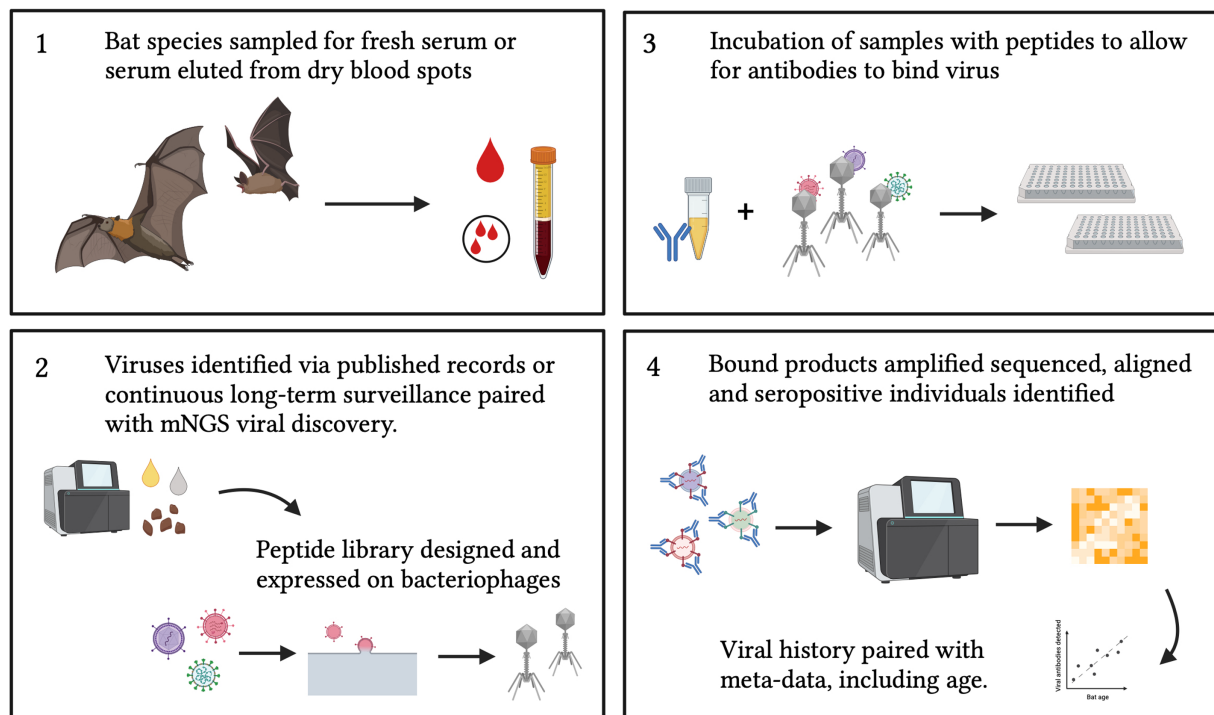 1
Bat species sampled for fresh serum or
serum eluted from dry blood spots
2
Viruses identified via published records or
continuous long-term surveillance paired
with mNGS viral discovery.
Peptide library designed and
expressed on bacteriophages
3
Incubation of samples with peptides to allow
for antibodies to bind virus
+
4
Bound products amplified sequenced, aligned
and seropositive individuals identified
Viral history paired with
meta-data, including age.
Viral antibodies detected
Bat age